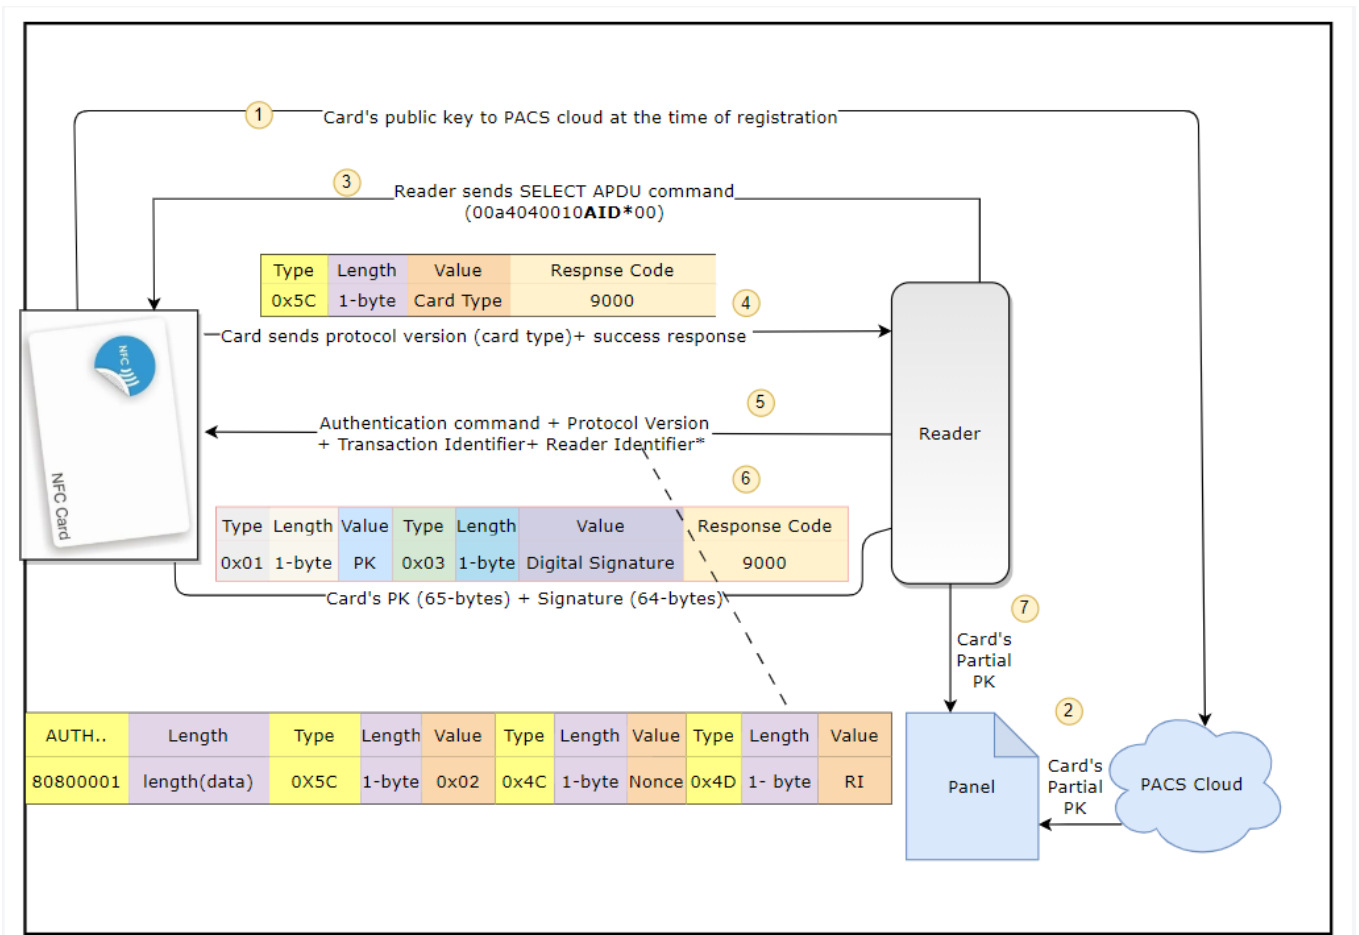 1
Card's public key to PACS cloud at the time of registration
3
Reader sends SELECT APDU command
(00a4040010AID*00)
Type Length Value Respnse Code
0x5C 1-byte Card Type 9000
4
Card sends protocol version (card type)+ success response
NFC
NFC Card
5
Authentication command + Protocol Version
+ Transaction Identifier+ Reader Identifier*
Reader
6
Type Length Value Type Length Value Response Code
0x01 1-byte PK 0x03 1-byte Digital Signature 9000
Card's PK (65-bytes) + Signature (64-bytes)
7
Card's
Partial
PK
2
AUTH.. Length Type Length Value Type Length Value Type Length Value
80800001 length(data) 0X5C 1-byte 0x02 0x4C 1-byte Nonce 0x4D 1- byte RI
Panel
Card's
Partial
PK
PACS Cloud